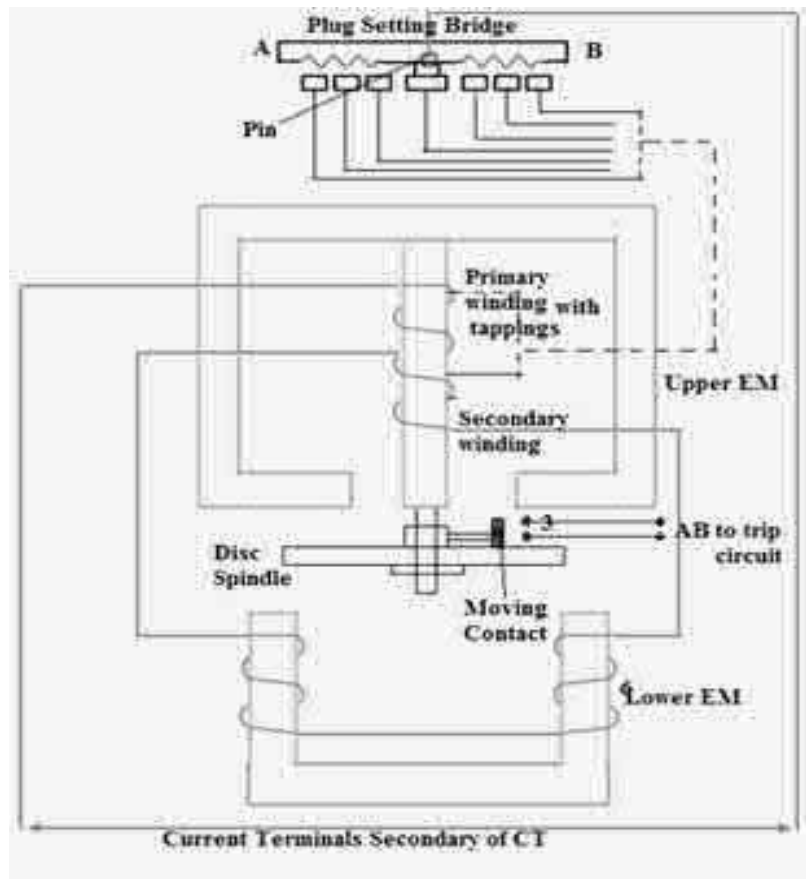 Plug Setting Bridge
A
B
Pin
Primary
winding with
tappings
Upper EM
Secondary
winding
3
AB to trip
circuit
Disc
Spindle
Moving
Contact
Lower EM
Current Terminals Secondary of CT